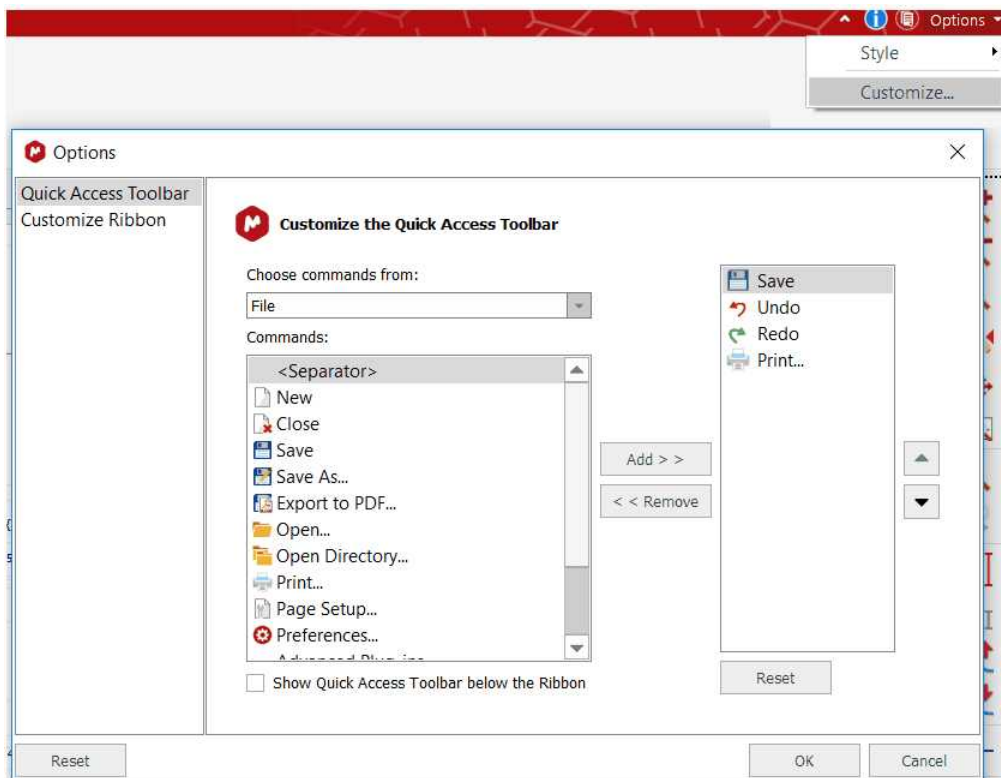 Options
Style
Customize...
Options
Quick Access Toolbar
Customize Ribbon
Customize the Quick Access Toolbar
Choose commands from:
File
Commands:
<Separator>
New
Close
Save
Save As...
Export to PDF...
Open...
Open Directory...
Print...
Page Setup...
Preferences...
Show Quick Access Toolbar below the Ribbon
Add > >
< < Remove
Save
Undo
Redo
Print...
Reset
Reset
OK
Cancel